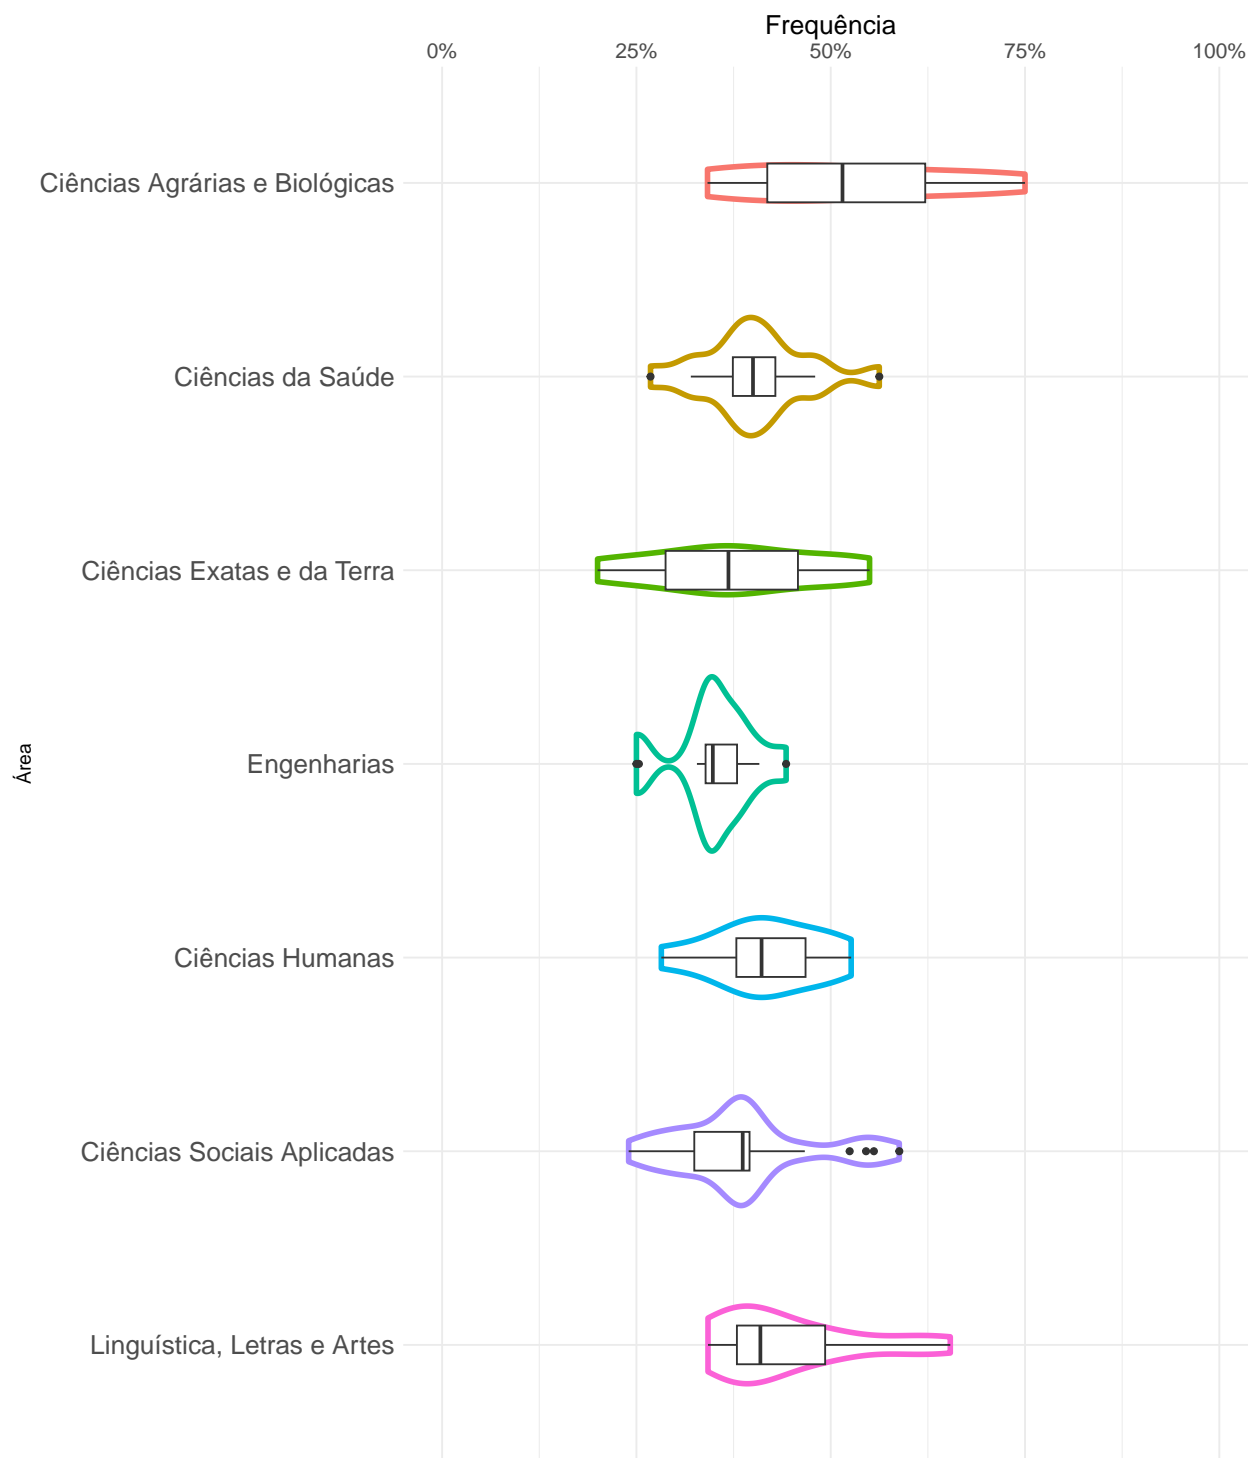 Frequência
0% 25% 50% 75% 100%
Ciências Agrárias e Biológicas
Ciências da Saúde
Ciências Exatas e da Terra
Área
Engenharias
Ciências Humanas
Ciências Sociais Aplicadas
Linguística, Letras e Artes